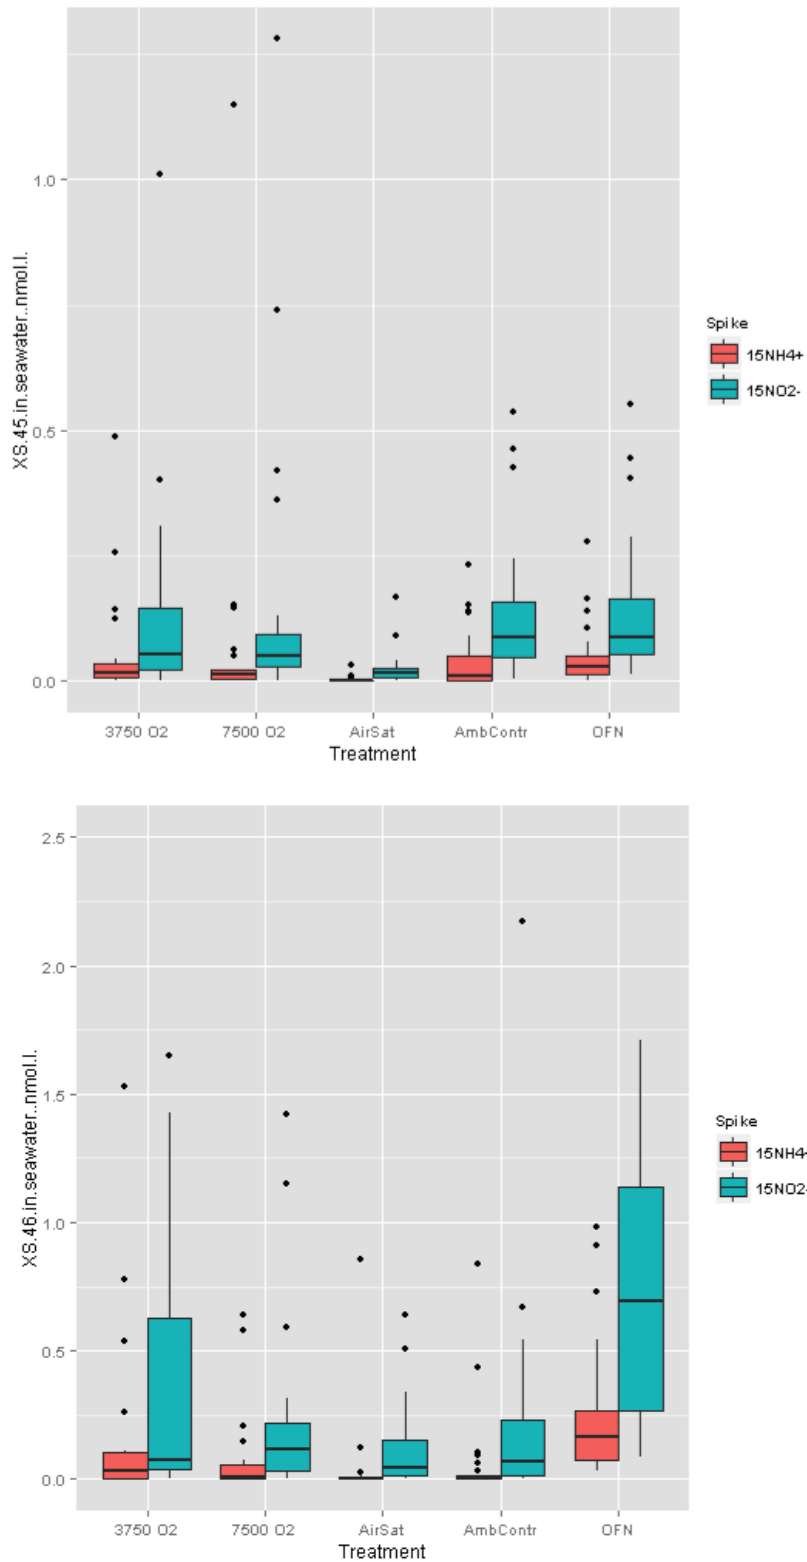 XS.45.in.seawater..nmol.l.
1.0
0.5
0.0
3750 O2 7500 O2 AirSat AmbContr OFN
Treatment
Spike
15NH4+
15NO2-
XS.46.in.seawater..nmol.l.
2.5
2.0
1.5
1.0
0.5
0.0
3750 O2 7500 O2 AirSat AmbContr OFN
Treatment
Spike
15NH4-
15NO2-